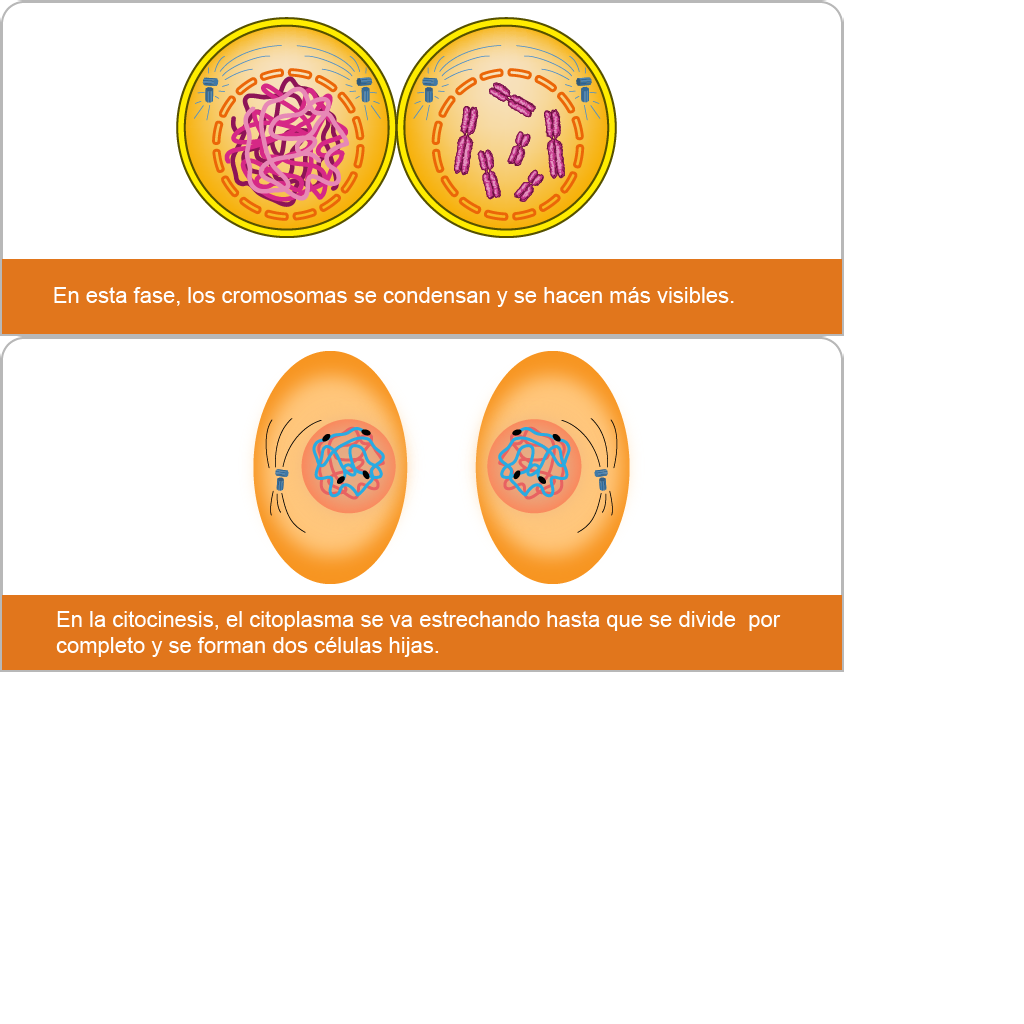 En esta fase, los cromosomas se condensan y se hacen más visibles.
En la citocinesis, el citoplasma se va estrechando hasta que se divide  por
completo y se forman dos células hijas.